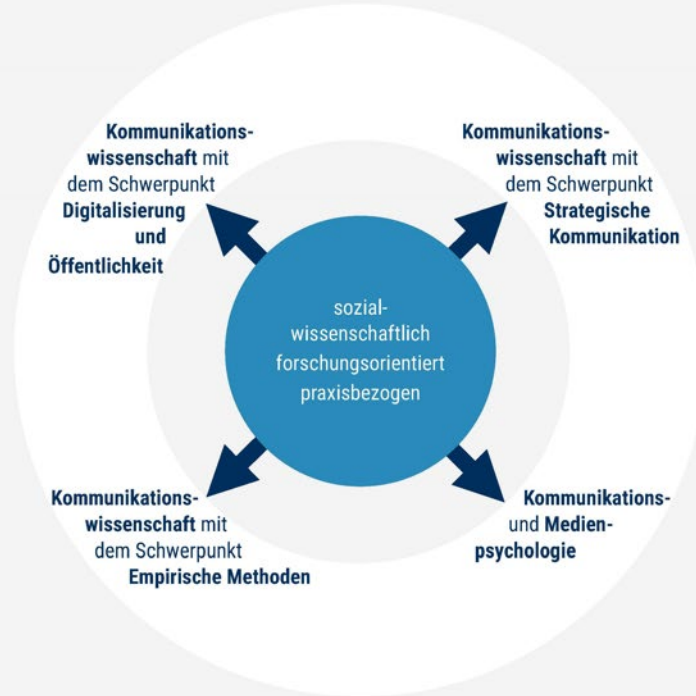 Kommunikations-
wissenschaft mit
dem Schwerpunkt
Digitalisierung
und
Öffentlichkeit
Kommunikations-
wissenschaft mit
dem Schwerpunkt
Strategische
Kommunikation
sozial-
wissenschaftlich
forschungsorientiert
praxisbezogen
Kommunikations-
wissenschaft mit
dem Schwerpunkt
Empirische Methoden
Kommunikations-
und Medien-
psychologie